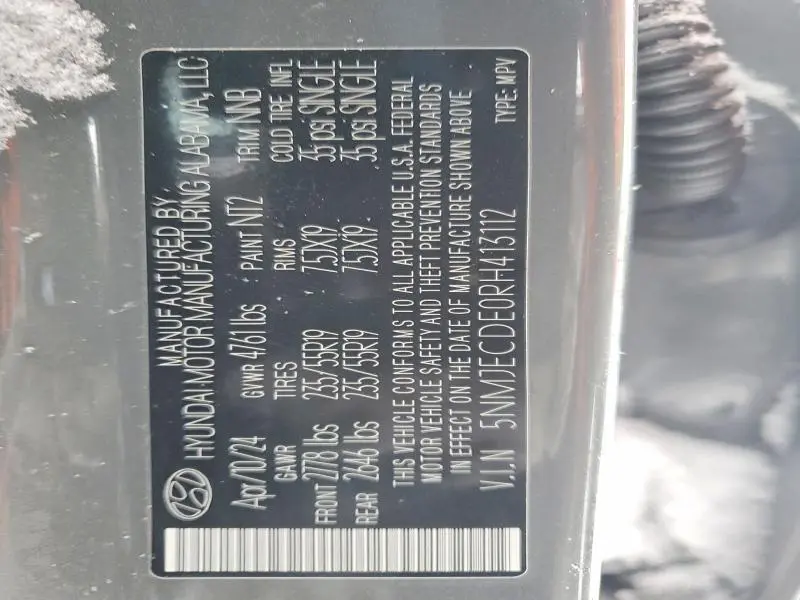 MANUFACTURED BY
HYUNDAI MOTOR MANUFACTURING ALABAMA, LLC
Apr/10/24 GVWR 4761 lbs PAINT NT2 TRIM NNB
GAWR TIRES RIMS COLD TIRE INFL
FRONT 2778 lbs 235/55R19 7.5JX19 35 psi SINGLE
REAR 2646 lbs 235/55R19 7.5JX19 35 psi SINGLE
THIS VEHICLE CONFORMS TO ALL APPLICABLE U.S.A. FEDERAL
MOTOR VEHICLE SAFETY AND THEFT PREVENTION STANDARDS
IN EFFECT ON THE DATE OF MANUFACTURE SHOWN ABOVE
V.I.N 5NMJECDE0RH413112 TYPE: MPV